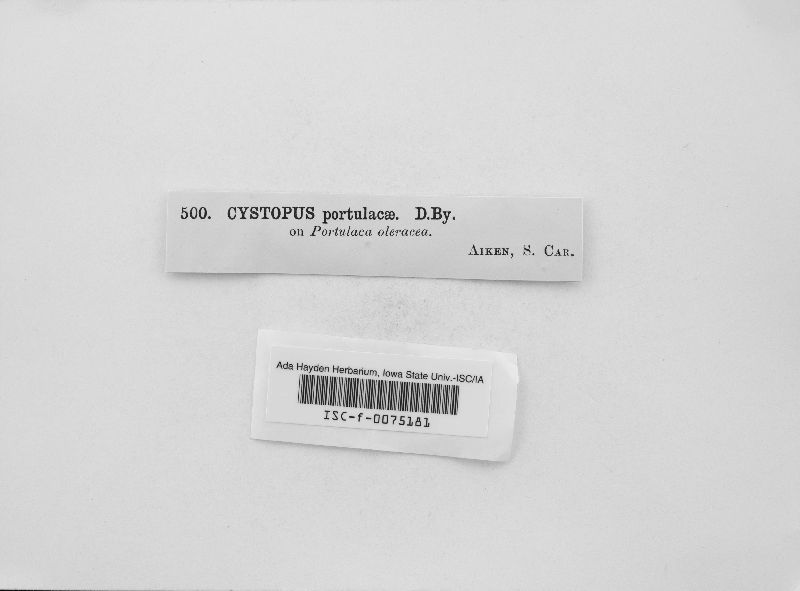 500. CYSTOPUS portulacæ. D.By.
on Portulaca oleracea.
AIKEN, S. CAR.
Ada Hayden Herbarium, Iowa State Univ.-ISC/IA
ISC-f-0075181